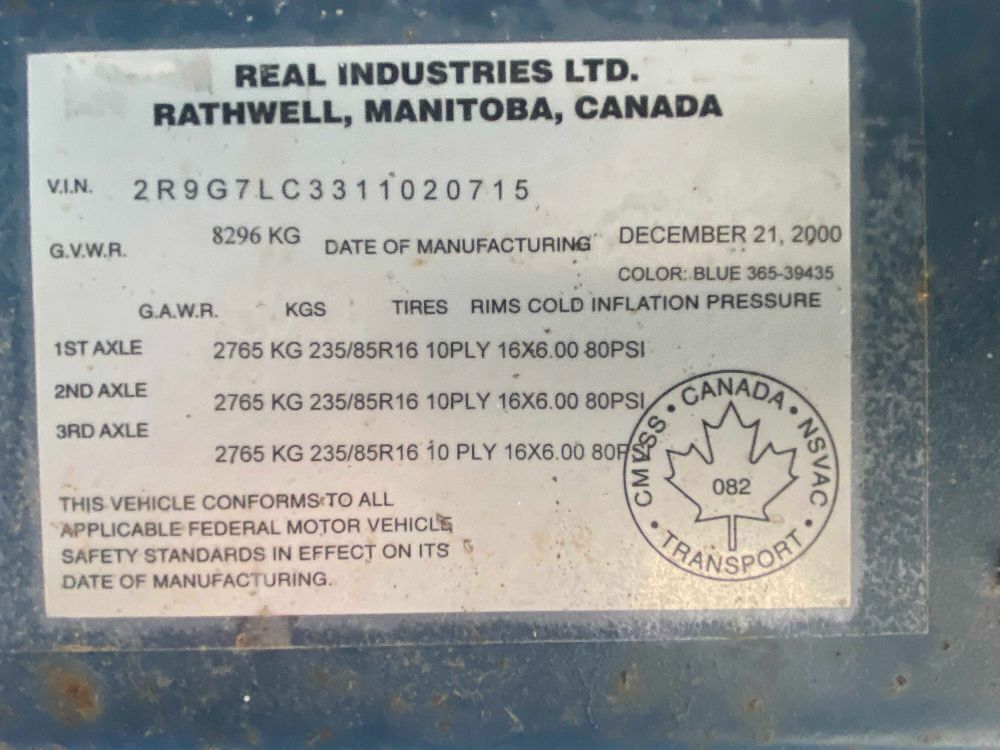 REAL INDUSTRIES LTD.
RATHWELL, MANITOBA, CANADA
V.I.N. 2R9G7LC3311020715
G.V.W.R. 8296 KG DATE OF MANUFACTURING DECEMBER 21, 2000
COLOR: BLUE 365-39435
G.A.W.R. KGS TIRES RIMS COLD INFLATION PRESSURE
1ST AXLE 2765 KG 235/85R16 10PLY 16X6.00 80PSI
2ND AXLE 2765 KG 235/85R16 10PLY 16X6.00 80PSI
3RD AXLE 2765 KG 235/85R16 10 PLY 16X6.00 80PSI
THIS VEHICLE CONFORMS TO ALL
APPLICABLE FEDERAL MOTOR VEHICLE
SAFETY STANDARDS IN EFFECT ON ITS
DATE OF MANUFACTURING.
CMVSS • CANADA • NSVAC • TRANSPORT •
082